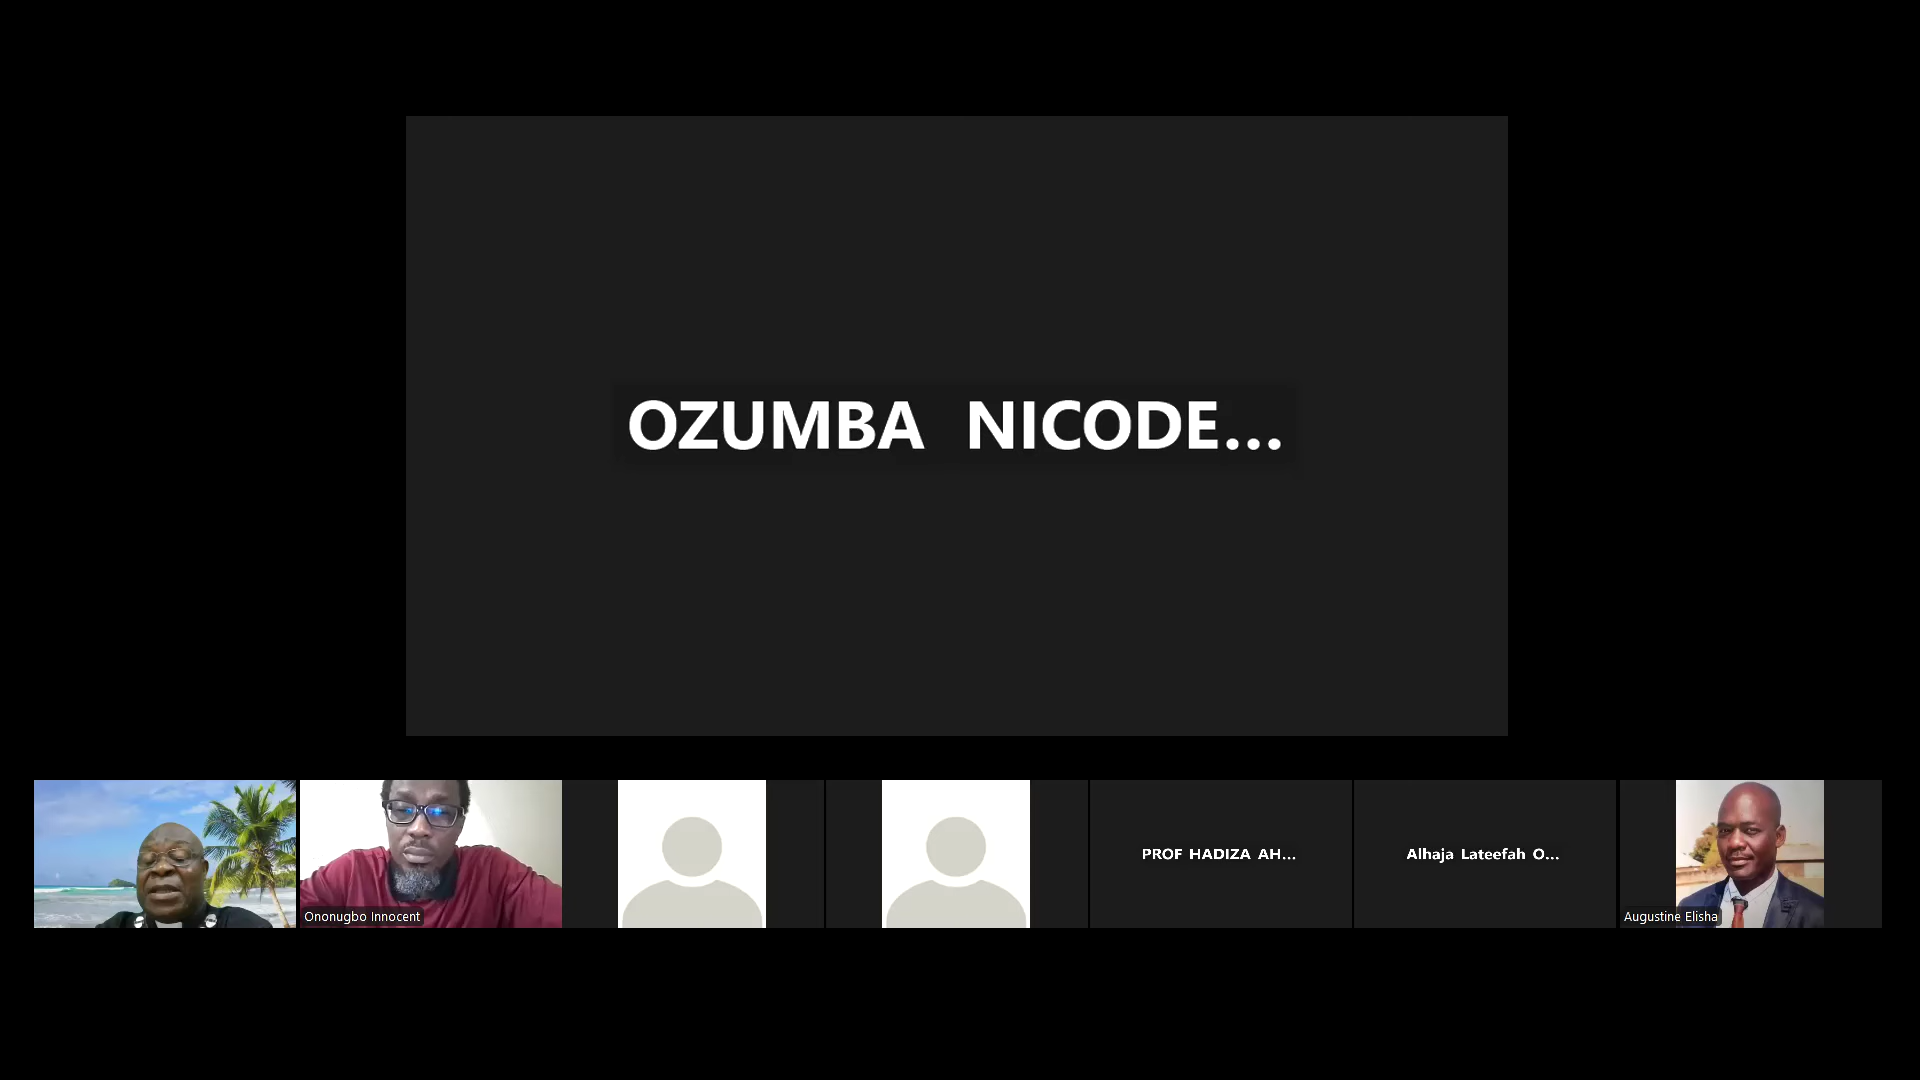 OZUMBA NICODE...
Ononugbo Innocent
PROF HADIZA AH...
Alhaja Lateefah O...
Augustine Elisha